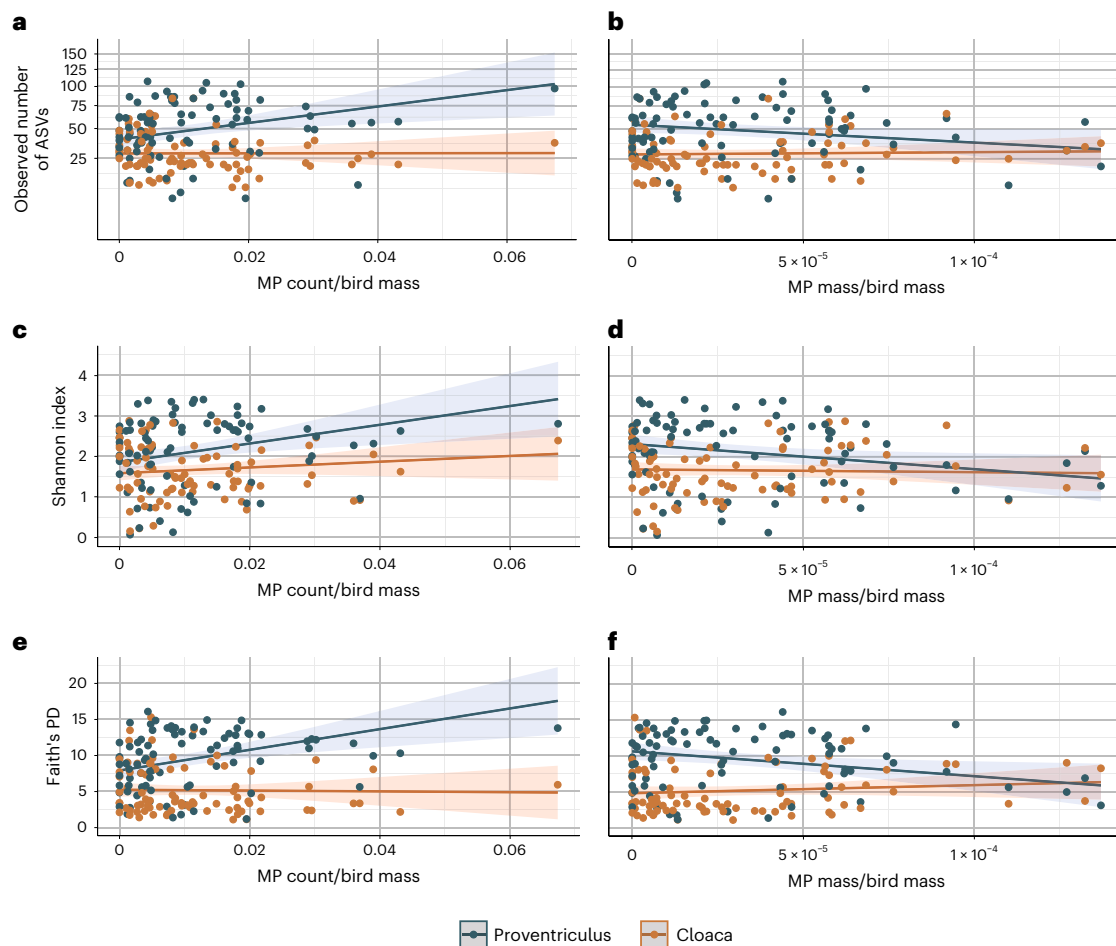 a
b
150
125
100
75
50
25
Observed number
of ASVs
0
0.02
0.04
0.06
MP count/bird mass
0
5 × 10⁻⁵
1 × 10⁻⁴
MP mass/bird mass
c
d
4
3
2
1
0
Shannon index
0
0.02
0.04
0.06
MP count/bird mass
0
5 × 10⁻⁵
1 × 10⁻⁴
MP mass/bird mass
e
f
20
15
10
5
0
Faith's PD
0
0.02
0.04
0.06
MP count/bird mass
0
5 × 10⁻⁵
1 × 10⁻⁴
MP mass/bird mass
Proventriculus
Cloaca